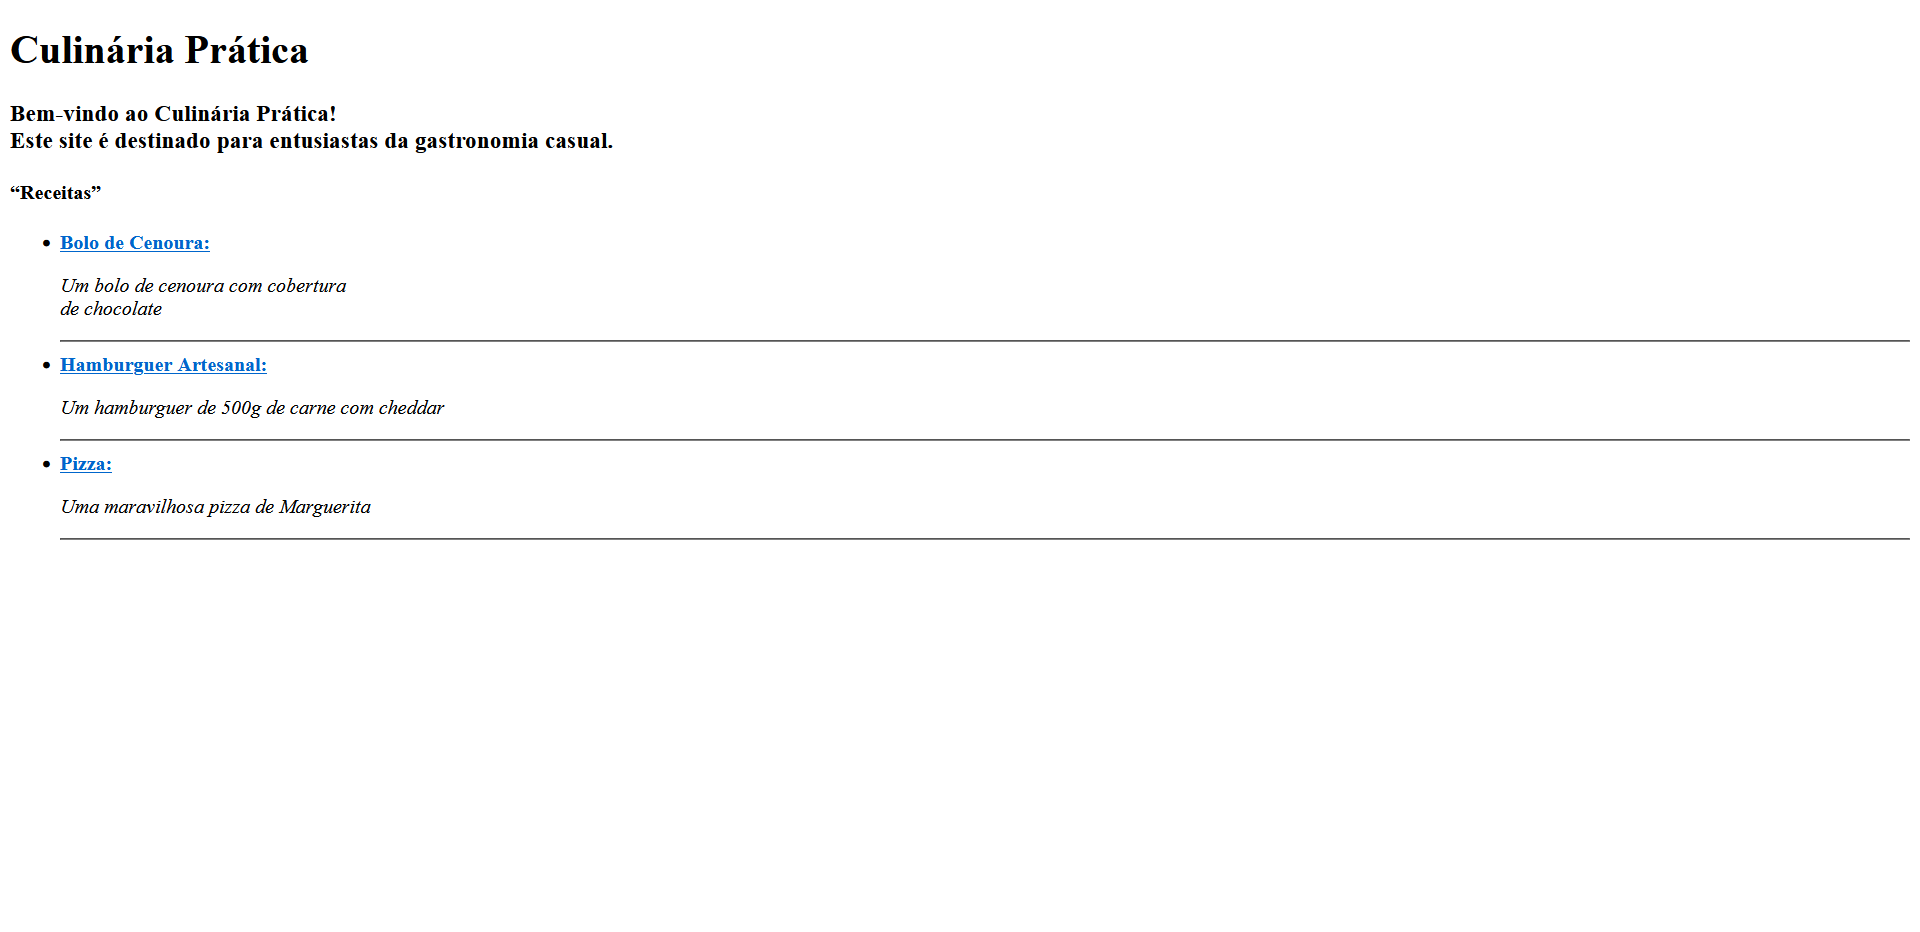 Culinária Prática
Bem-vindo ao Culinária Prática!
Este site é destinado para entusiastas da gastronomia casual.
“Receitas”
Bolo de Cenoura:
Um bolo de cenoura com cobertura
de chocolate
Hamburguer Artesanal:
Um hamburguer de 500g de carne com cheddar
Pizza:
Uma maravilhosa pizza de Marguerita